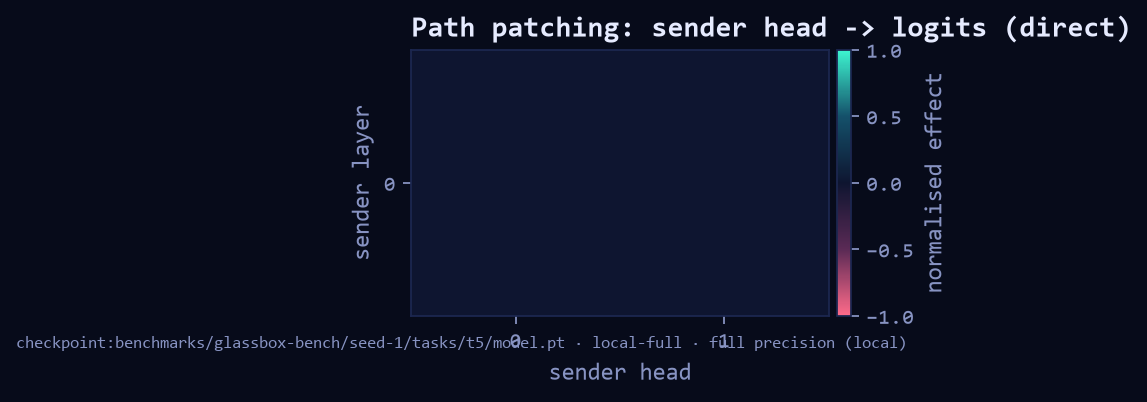 Path patching: sender head -> logits (direct)
1.0
0.5
0.0
−0.5
−1.0
normalised effect
sender layer
0
0
1
checkpoint:benchmarks/glassbox-bench/seed-1/tasks/t5/model.pt · local-full · full precision (local)
sender head